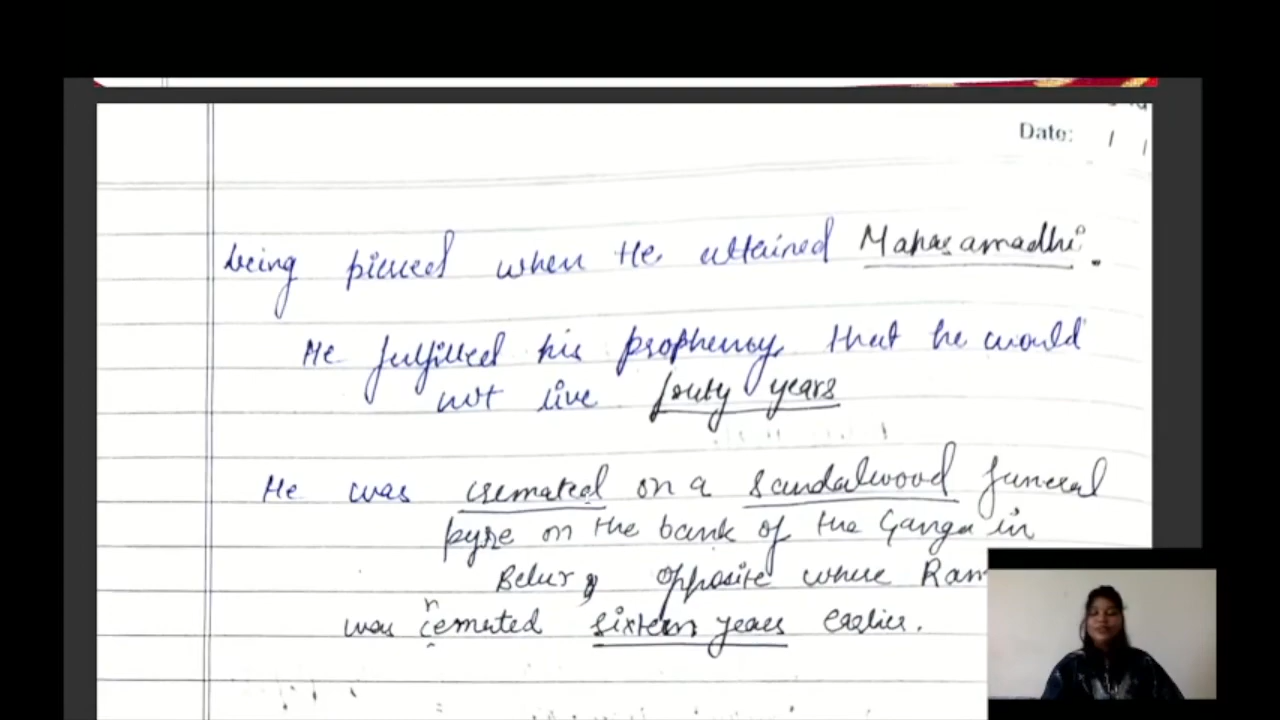 Date: / /
being pierced when He attained Mahasamadhi.
He fulfilled his prophency that he would
not live fourty years
He was cremated on a sandalwood funeral
pyre on the bank of the Ganga in
Belur, opposite where Ram
was cremated sixteen years earlier.